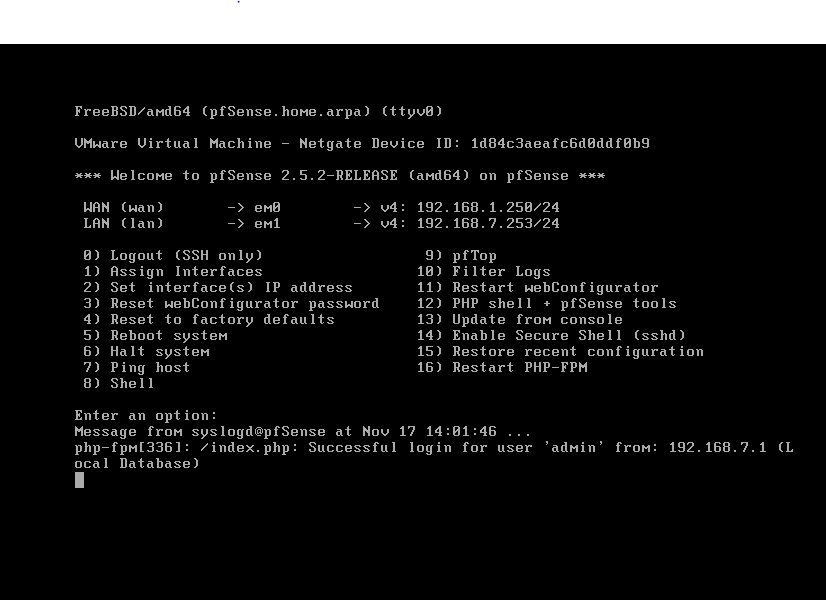 FreeBSD/amd64 (pfSense.home.arpa) (ttyv0)
VMware Virtual Machine - Netgate Device ID: 1d84c3aeafc6d0ddf0b9
*** Welcome to pfSense 2.5.2-RELEASE (amd64) on pfSense ***
WAN (wan)       -> em0        -> v4: 192.168.1.250/24
LAN (lan)       -> em1        -> v4: 192.168.7.253/24
0) Logout (SSH only)                  9) pfTop
1) Assign Interfaces                 10) Filter Logs
2) Set interface(s) IP address       11) Restart webConfigurator
3) Reset webConfigurator password    12) PHP shell + pfSense tools
4) Reset to factory defaults         13) Update from console
5) Reboot system                     14) Enable Secure Shell (sshd)
6) Halt system                       15) Restore recent configuration
7) Ping host                         16) Restart PHP-FPM
8) Shell
Enter an option:
Message from syslogd@pfSense at Nov 17 14:01:46 ...
php-fpm[336]: /index.php: Successful login for user 'admin' from: 192.168.7.1 (L
ocal Database)